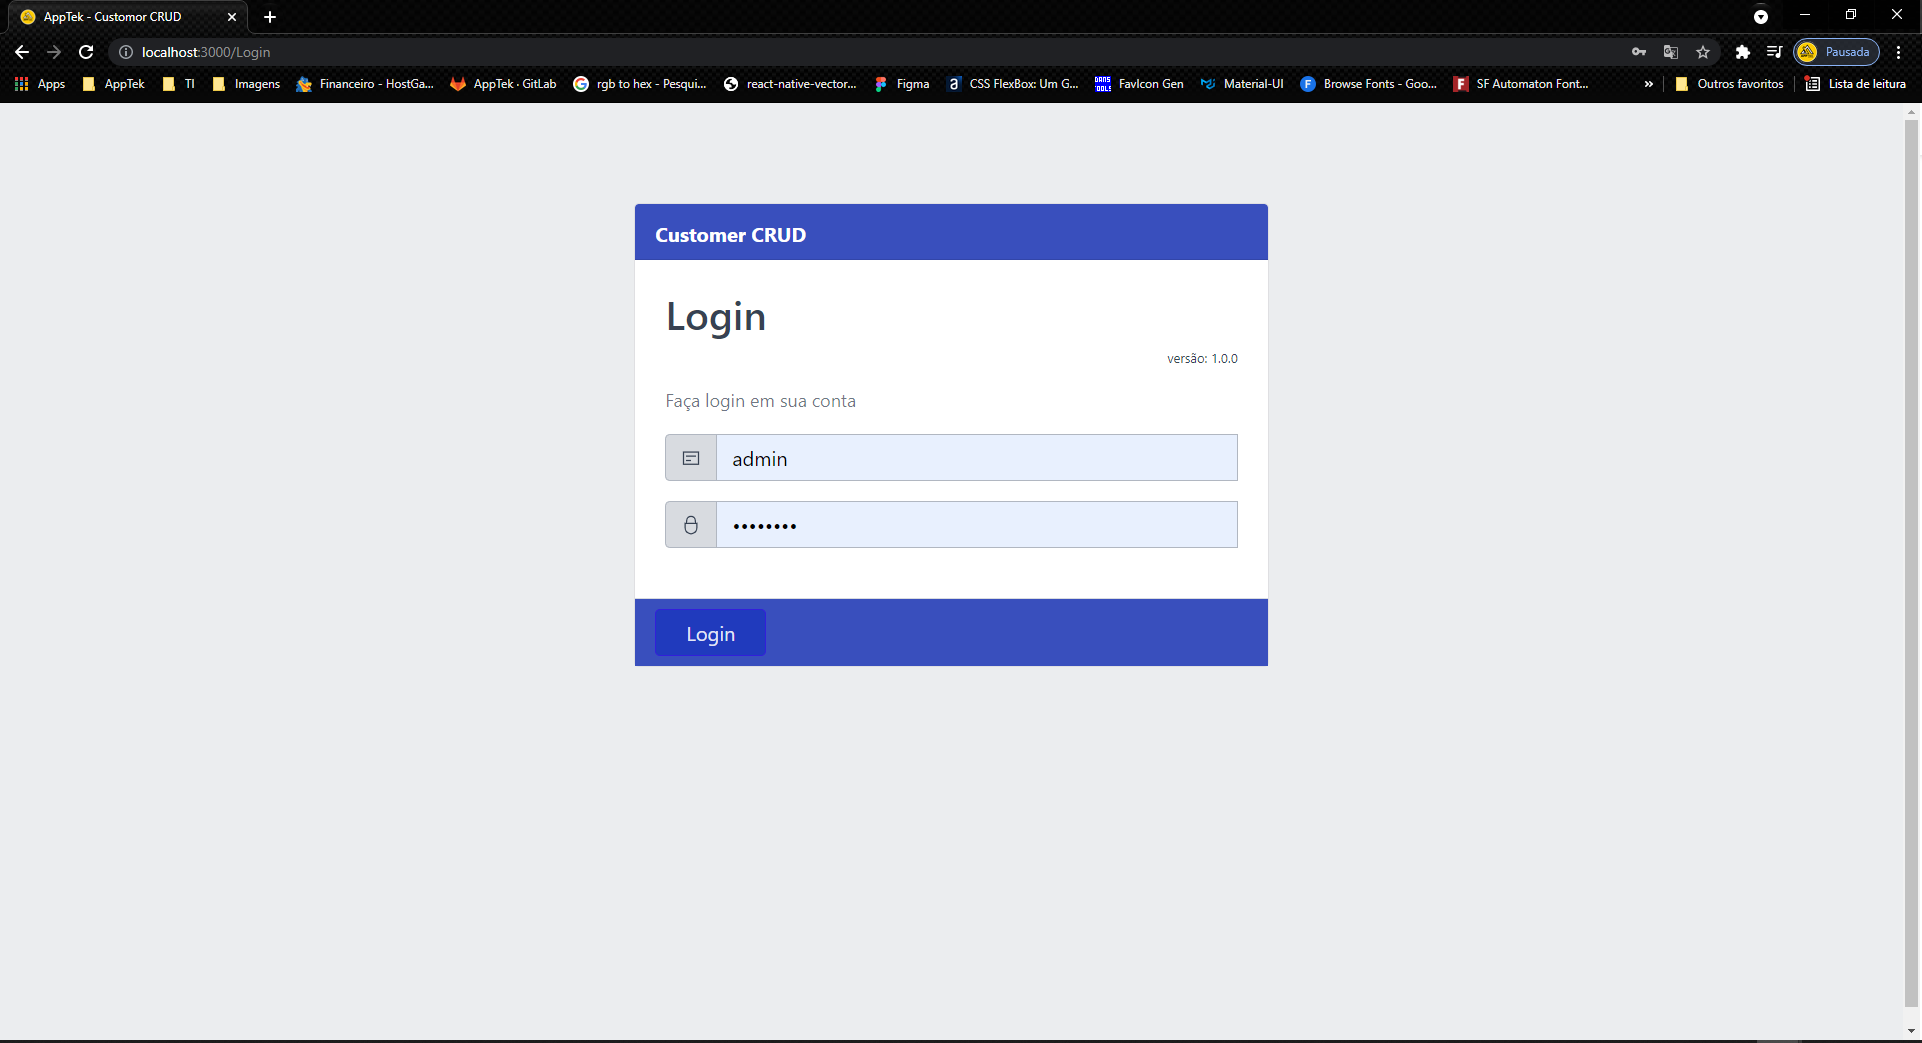 AppTek - Customor CRUD
localhost:3000/Login
Pausada
Apps AppTek TI Imagens Financeiro - HostGa... AppTek · GitLab rgb to hex - Pesqui... react-native-vector... Figma CSS FlexBox: Um G... FavIcon Gen Material-UI Browse Fonts - Goo... SF Automaton Font... » Outros favoritos Lista de leitura
Customer CRUD
Login
versão: 1.0.0
Faça login em sua conta
admin
••••••••
Login